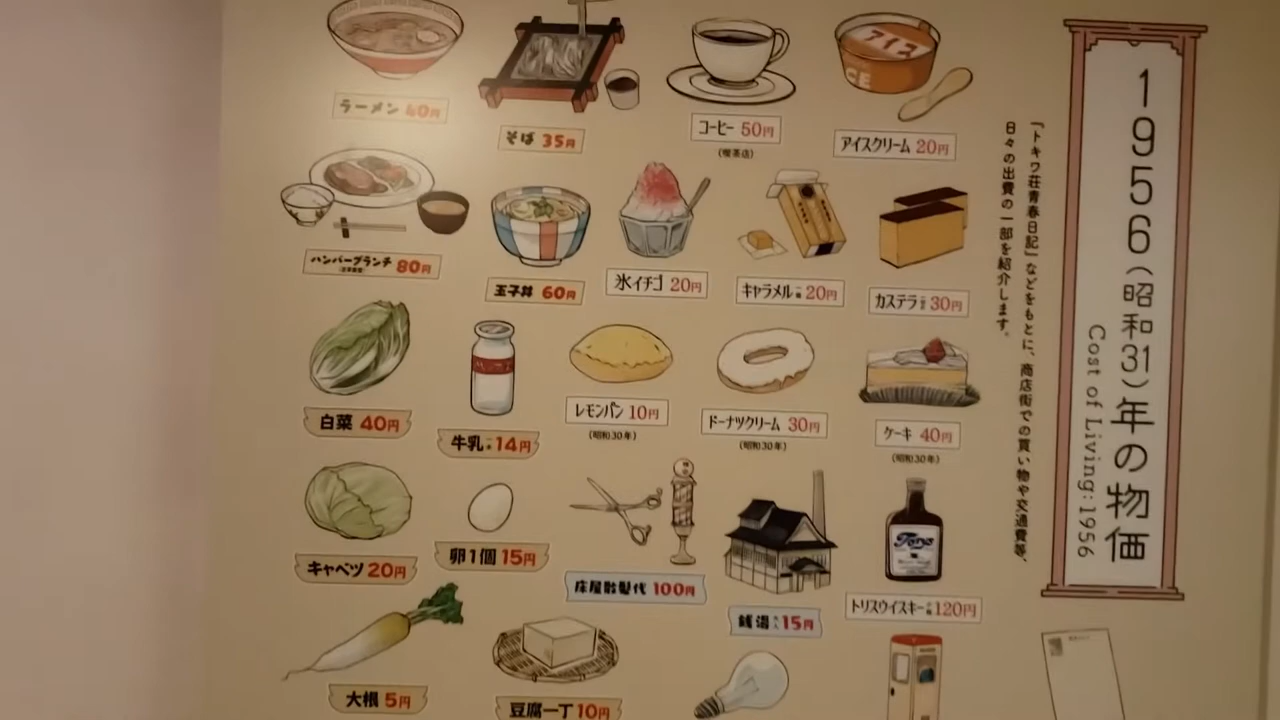 1956(昭和31)年の物価
Cost of Living:1956
『トキワ荘青春日記』などをもとに、商店街での買い物や交通費等、
日々の出費の一部を紹介します。
アイス
CE
ラーメン 40円
そば 35円
コーヒー 50円
(喫茶店)
アイスクリーム 20円
ハンバーグランチ 80円
玉子丼 60円
氷イチゴ 20円
キャラメル一個 20円
カステラ 30円
白菜 40円
牛乳一本 14円
レモンパン 10円
(昭和30年)
ドーナツクリーム 30円
(昭和30年)
ケーキ 40円
(昭和30年)
キャベツ 20円
卵1個 15円
床屋散髪代 100円
銭湯大人 15円
Torys
トリスウイスキー 120円
大根 5円
豆腐一丁 10円